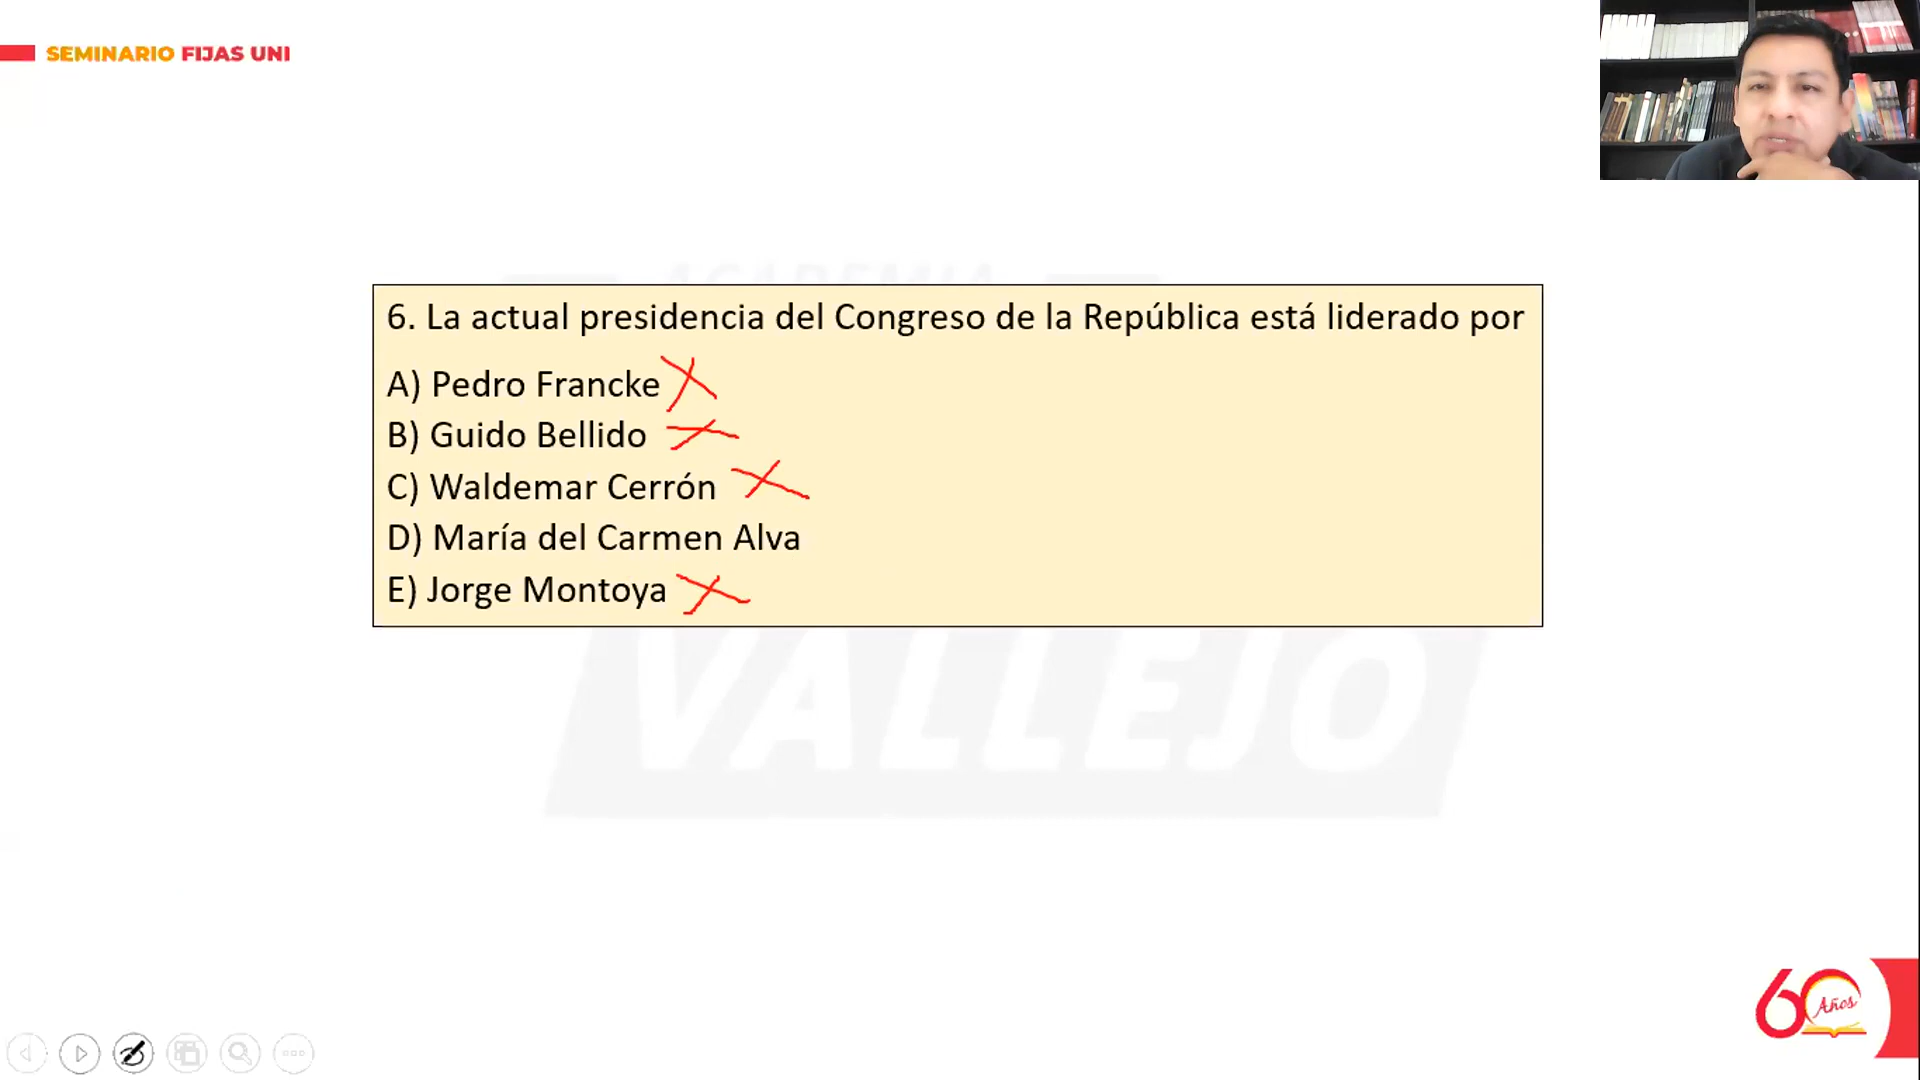 SEMINARIO FIJAS UNI
ACADEMIA
6. La actual presidencia del Congreso de la República está liderado por
A) Pedro Francke
B) Guido Bellido
C) Waldemar Cerrón
D) María del Carmen Alva
E) Jorge Montoya
VALLEJO
60 Años